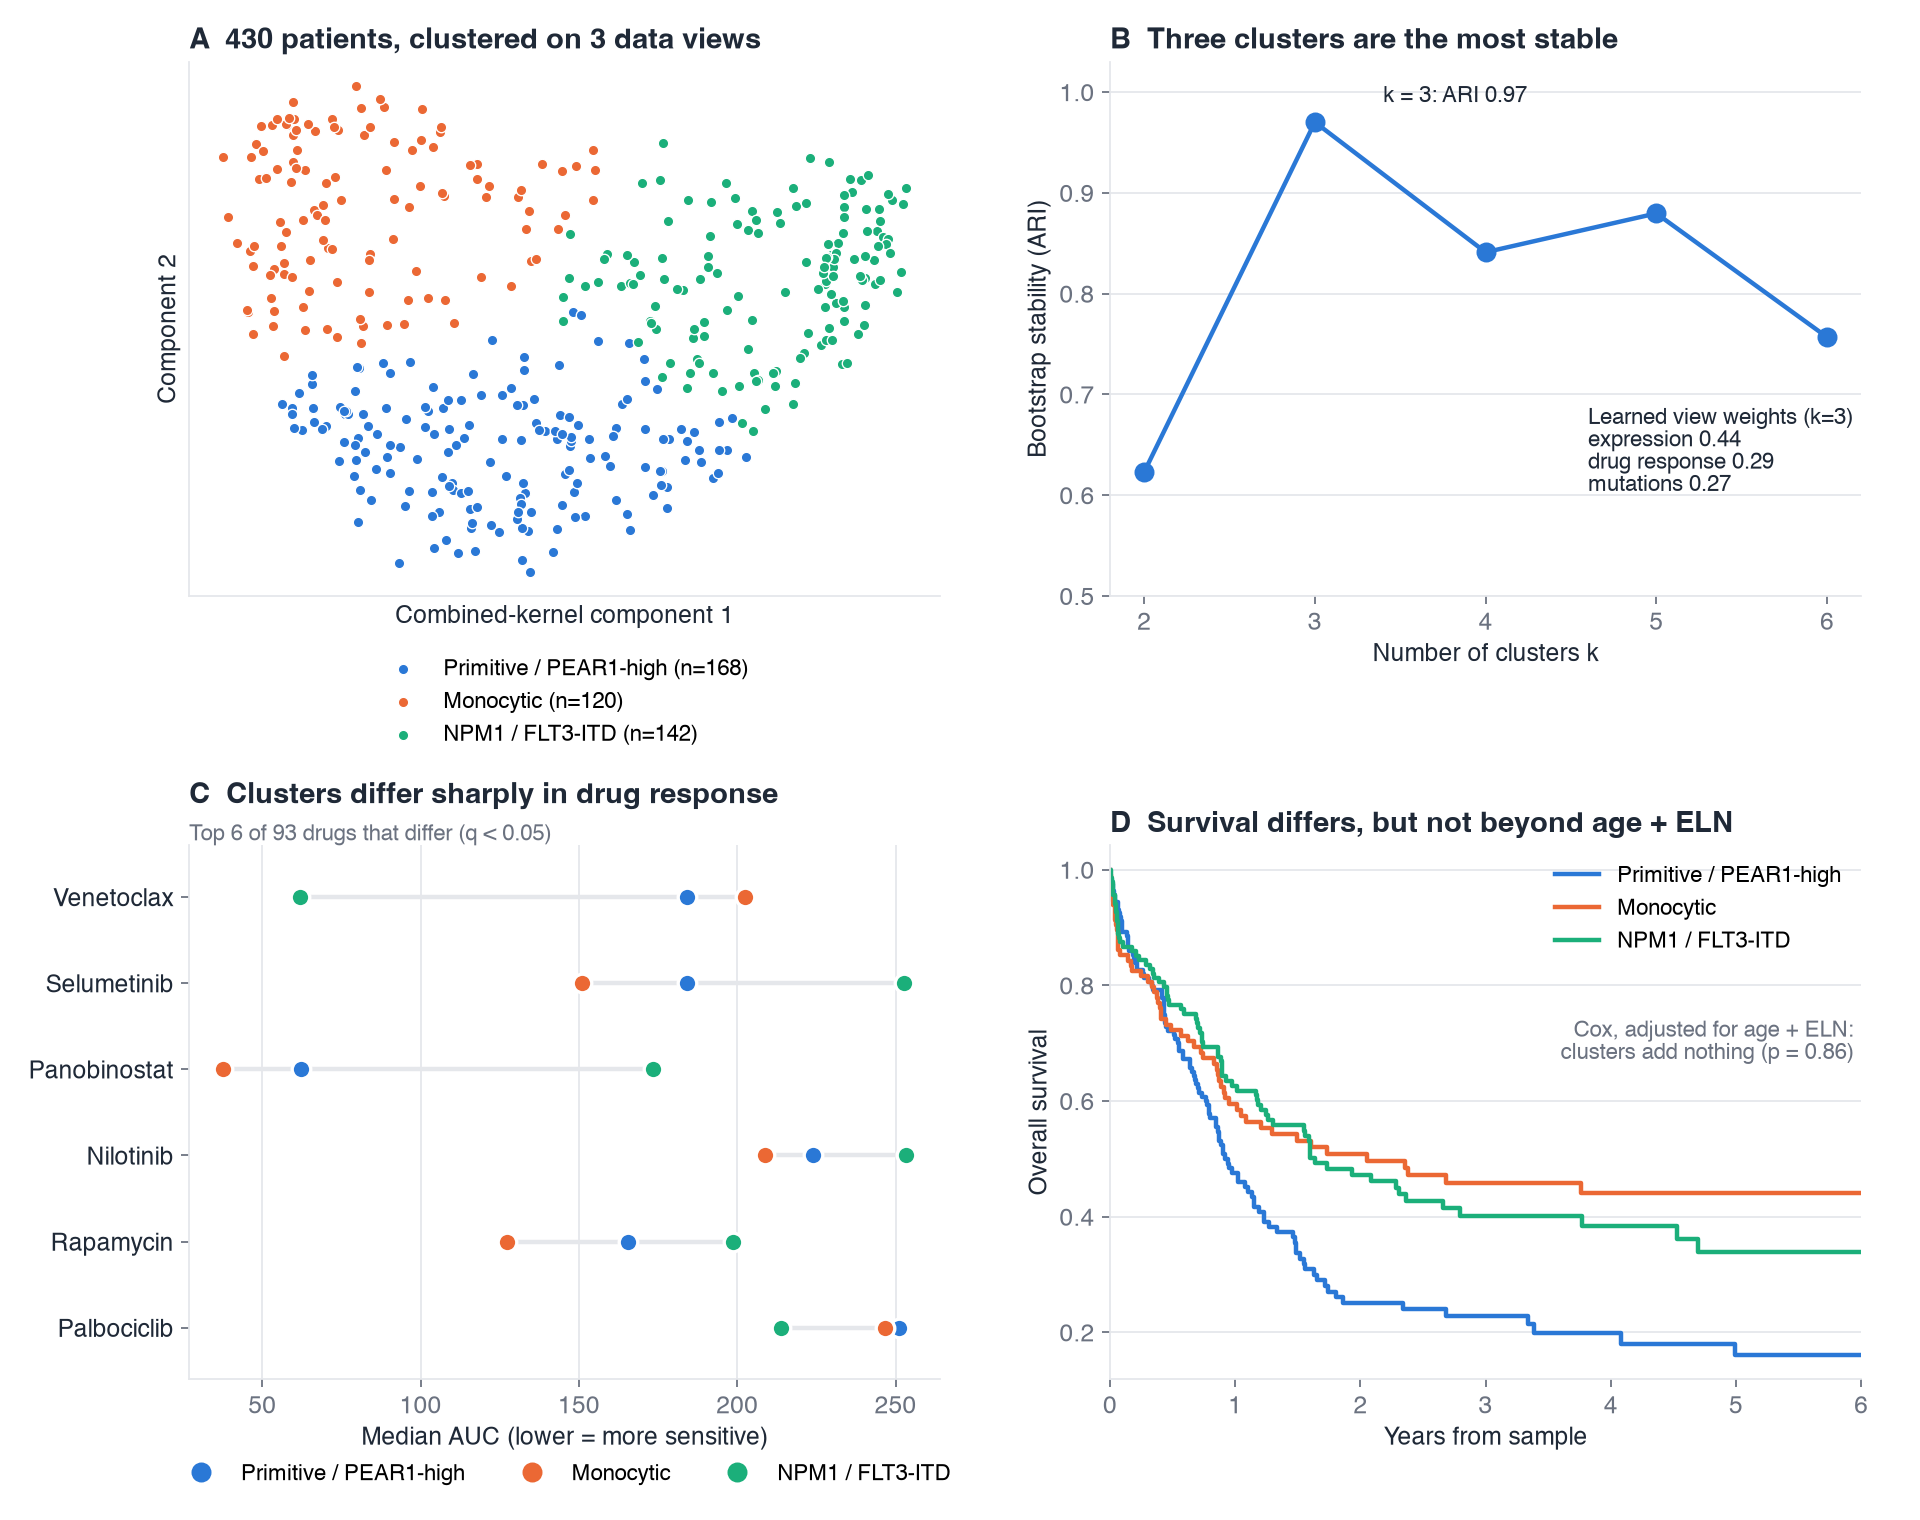 A 430 patients, clustered on 3 data views
Component 2
Combined-kernel component 1
Primitive / PEAR1-high (n=168)
Monocytic (n=120)
NPM1 / FLT3-ITD (n=142)
B Three clusters are the most stable
Bootstrap stability (ARI)
1.0
0.9
0.8
0.7
0.6
0.5
k = 3: ARI 0.97
Learned view weights (k=3)
expression 0.44
drug response 0.29
mutations 0.27
2 3 4 5 6
Number of clusters k
C Clusters differ sharply in drug response
Top 6 of 93 drugs that differ (q < 0.05)
Venetoclax
Selumetinib
Panobinostat
Nilotinib
Rapamycin
Palbociclib
50 100 150 200 250
Median AUC (lower = more sensitive)
Primitive / PEAR1-high Monocytic NPM1 / FLT3-ITD
D Survival differs, but not beyond age + ELN
Overall survival
1.0
0.8
0.6
0.4
0.2
Primitive / PEAR1-high
Monocytic
NPM1 / FLT3-ITD
Cox, adjusted for age + ELN:
clusters add nothing (p = 0.86)
0 1 2 3 4 5 6
Years from sample